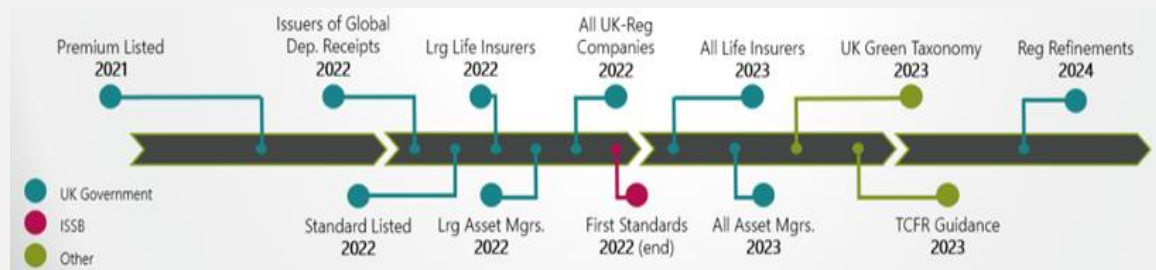 Premium Listed
2021
Issuers of Global
Dep. Receipts
2022
Lrg Life Insurers
2022
All UK-Reg
Companies
2022
All Life Insurers
2023
UK Green Taxonomy
2023
Reg Refinements
2024
UK Government
ISSB
Other
Standard Listed
2022
Lrg Asset Mgrs.
2022
First Standards
2022 (end)
All Asset Mgrs.
2023
TCFR Guidance
2023